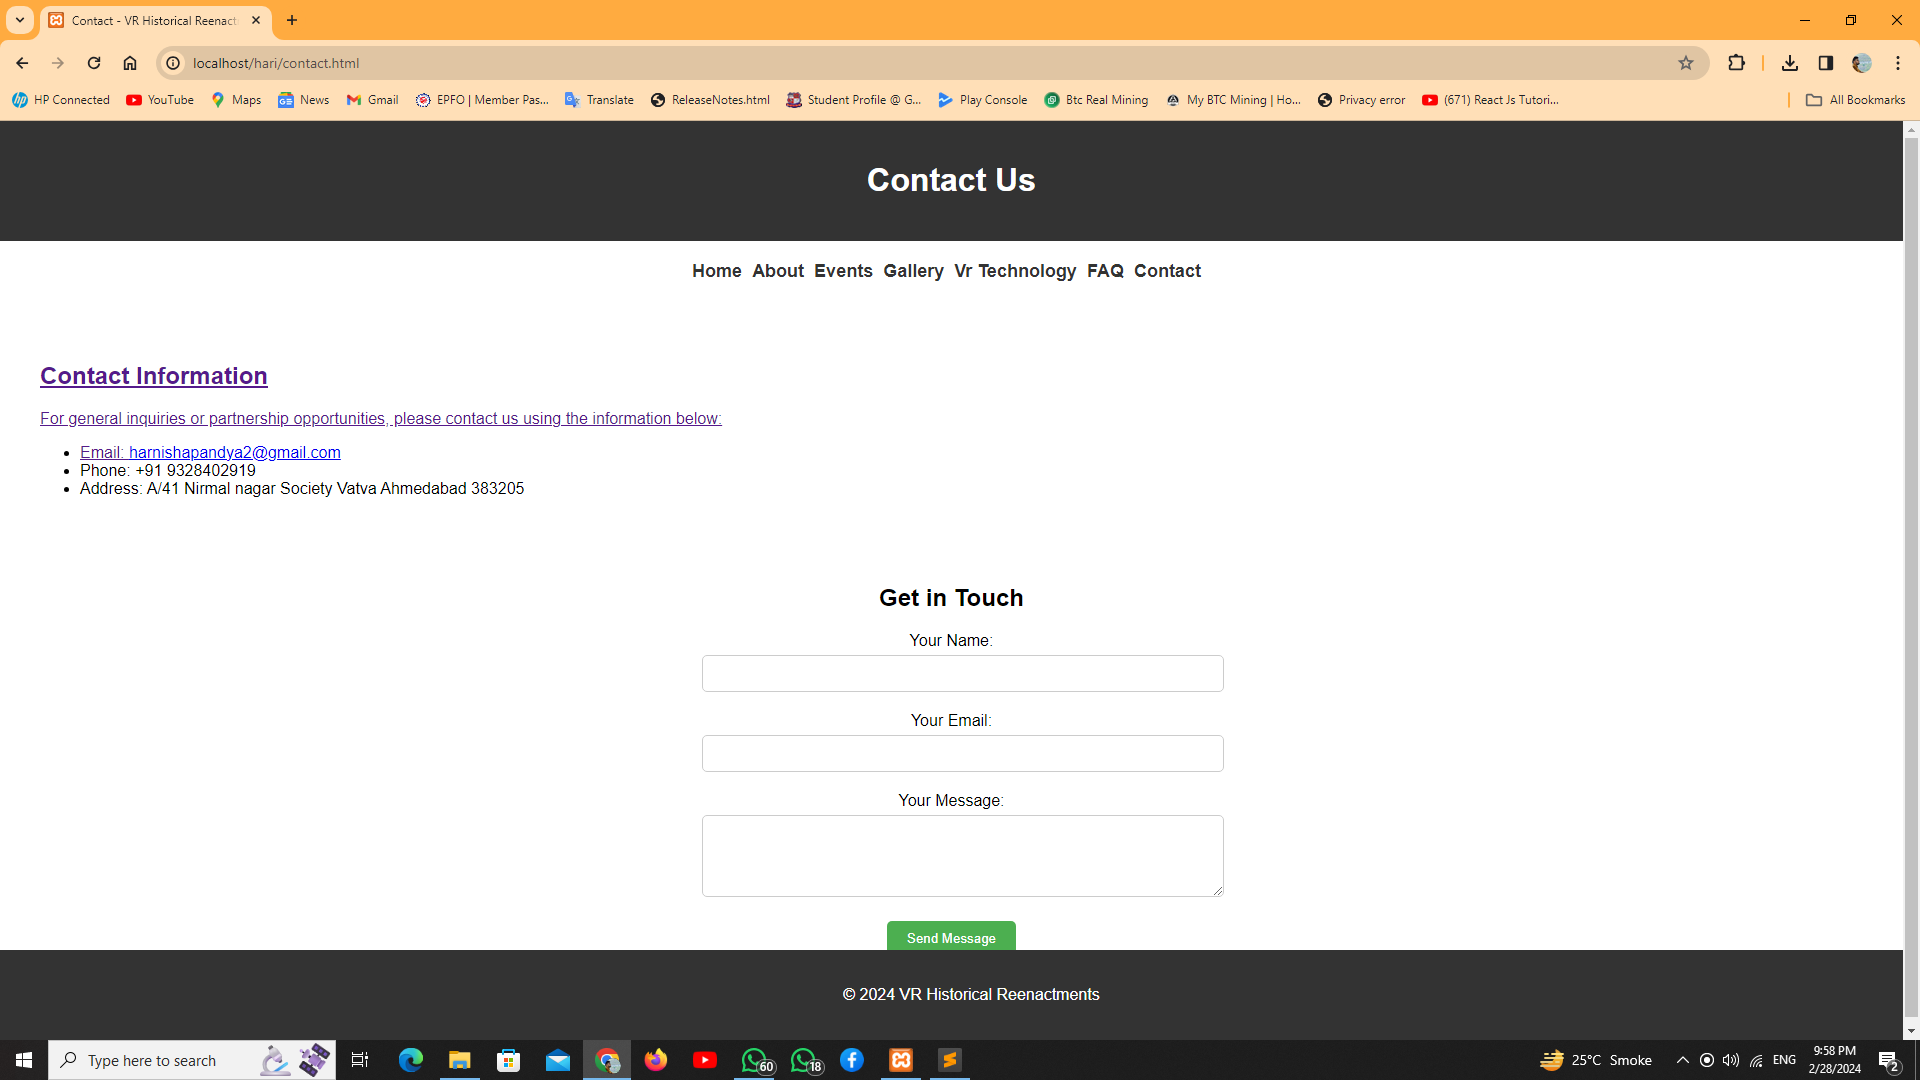 Contact - VR Historical Reenact
localhost/hari/contact.html
HP Connected YouTube Maps News Gmail EPFO | Member Pas... Translate ReleaseNotes.html Student Profile @ G... Play Console Btc Real Mining My BTC Mining | Ho... Privacy error (671) React Js Tutori... All Bookmarks
Contact Us
Home About Events Gallery Vr Technology FAQ Contact
Contact Information
For general inquiries or partnership opportunities, please contact us using the information below:
Email: harnishapandya2@gmail.com
Phone: +91 9328402919
Address: A/41 Nirmal nagar Society Vatva Ahmedabad 383205
Get in Touch
Your Name:
Your Email:
Your Message:
Send Message
© 2024 VR Historical Reenactments
Type here to search 60 18 25°C Smoke ENG 9:58 PM 2
2/28/2024